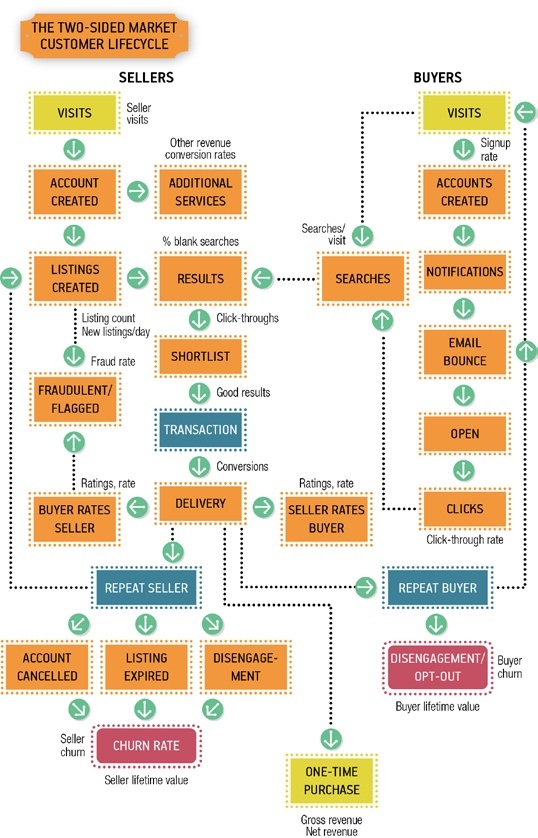 THE TWO-SIDED MARKET
CUSTOMER LIFECYCLE
SELLERS
BUYERS
VISITS
Seller
visits
VISITS
Signup
rate
Other revenue
conversion rates
ACCOUNT
CREATED
ADDITIONAL
SERVICES
ACCOUNTS
CREATED
Searches/
visit
% blank searches
LISTINGS
CREATED
RESULTS
SEARCHES
NOTIFICATIONS
Listing count
New listings/day
Click-throughs
Fraud rate
SHORTLIST
EMAIL
BOUNCE
FRAUDULENT/
FLAGGED
Good results
TRANSACTION
OPEN
Conversions
Ratings, rate
Ratings, rate
BUYER RATES
SELLER
DELIVERY
SELLER RATES
BUYER
CLICKS
Click-through rate
REPEAT SELLER
REPEAT BUYER
ACCOUNT
CANCELLED
LISTING
EXPIRED
DISENGAGE-
MENT
DISENGAGEMENT/
OPT-OUT
Buyer
churn
Buyer lifetime value
Seller
churn
CHURN RATE
Seller lifetime value
ONE-TIME
PURCHASE
Gross revenue
Net revenue